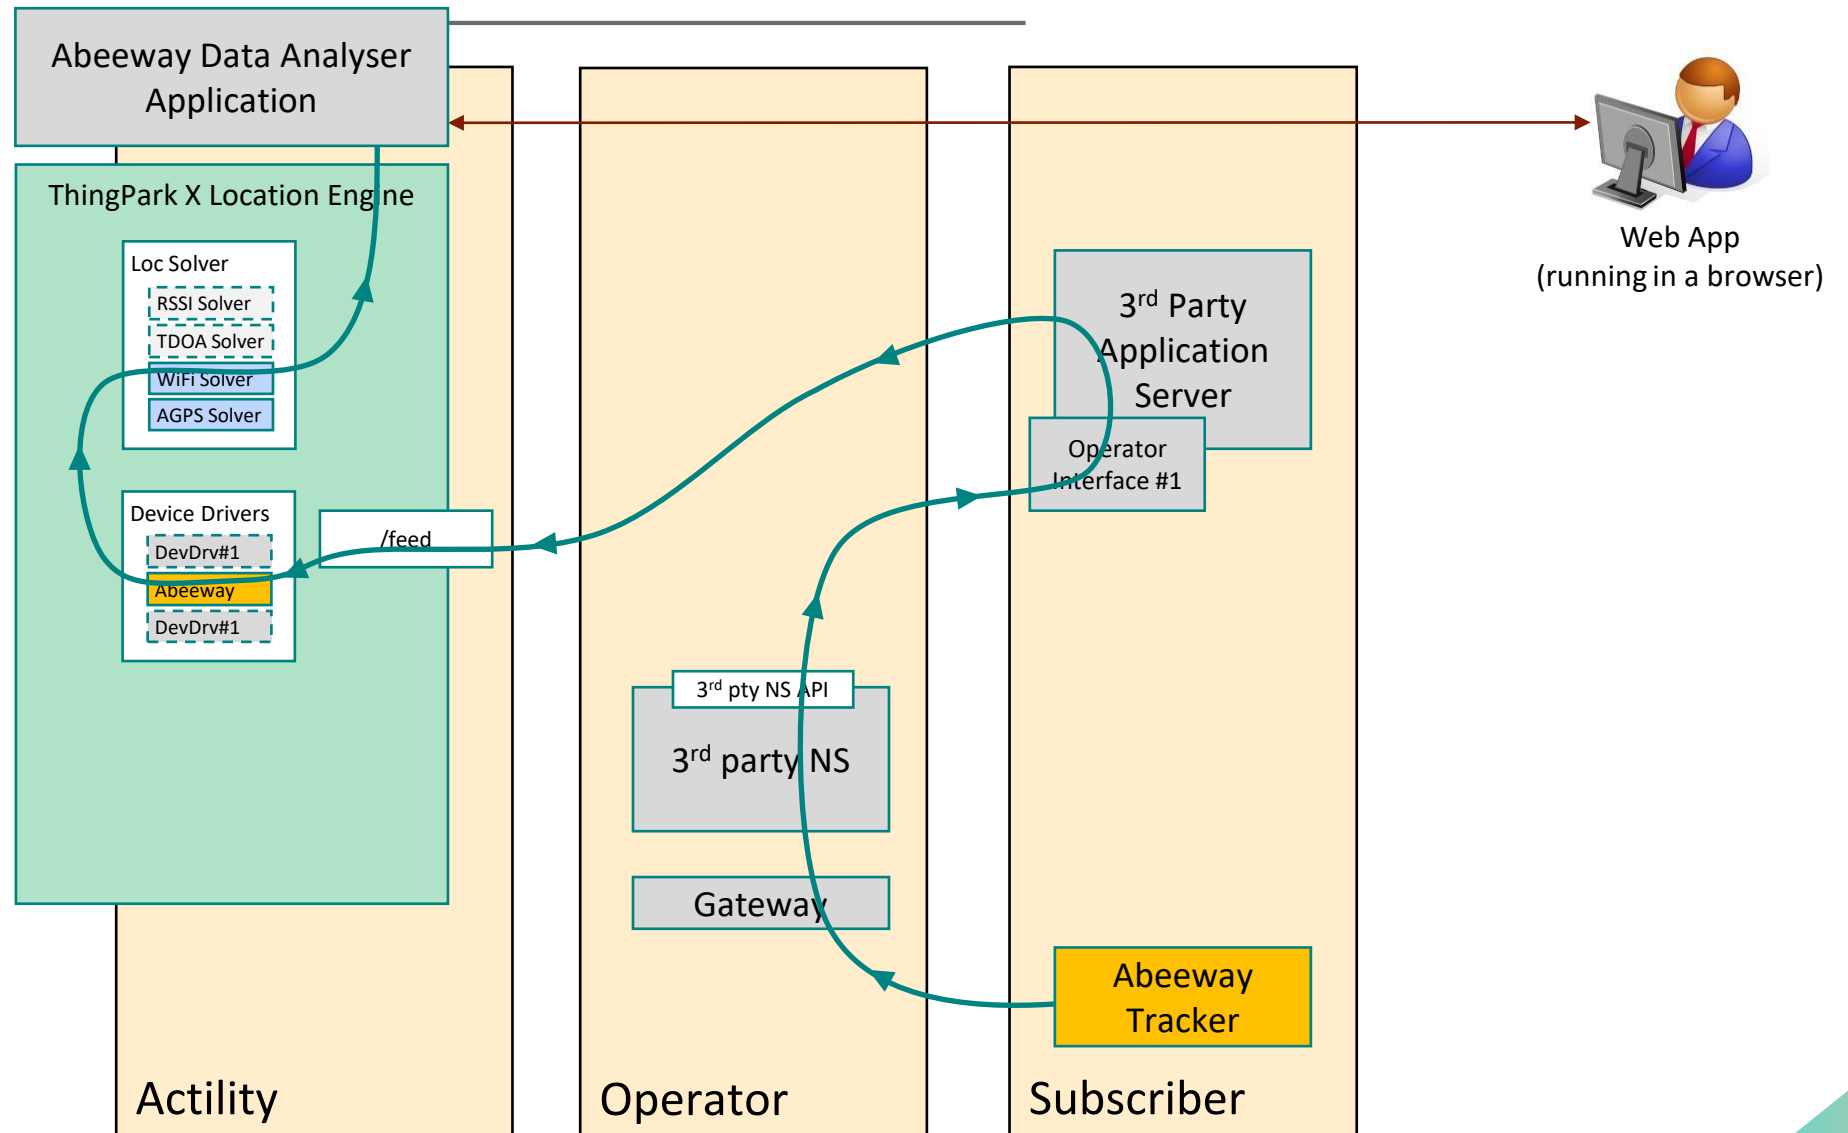 Abeeway Data Analyser
Application
ThingPark X Location Engine
Loc Solver
RSSI Solver
TDOA Solver
WiFi Solver
AGPS Solver
Device Drivers
DevDrv#1
Abeeway
DevDrv#1
/feed
Actility
3rd pty NS API
3rd party NS
Gateway
Operator
3rd Party
Application
Server
Operator
Interface #1
Abeeway
Tracker
Subscriber
Web App
(running in a browser)